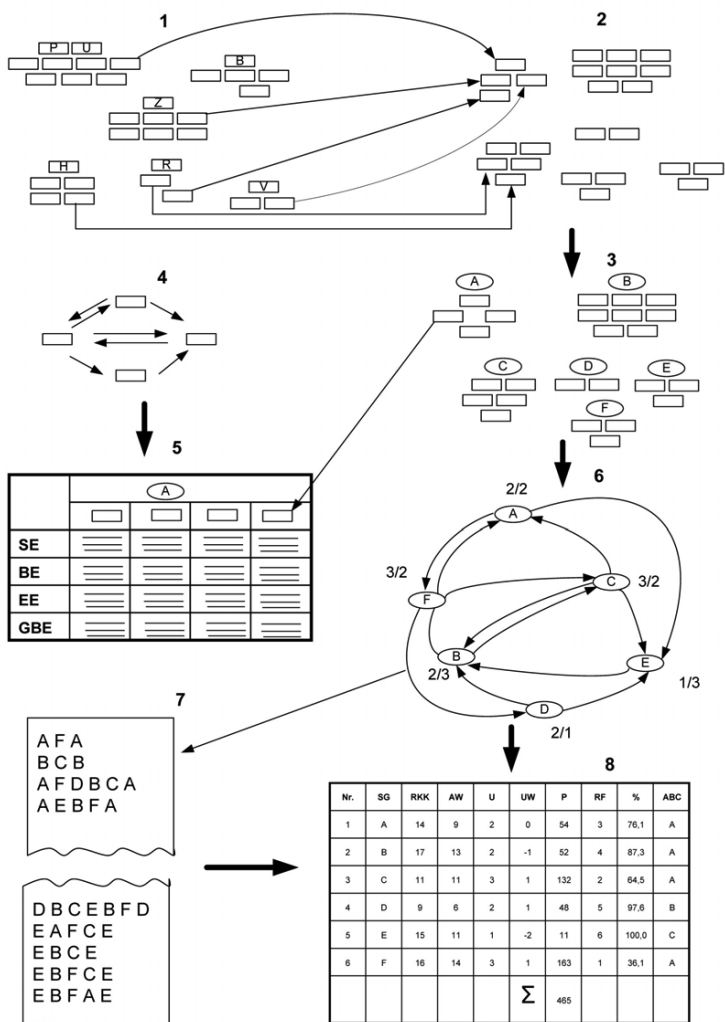 1
2
P U
B
Z
H
R
V
3
A
B
C
D
E
F
4
5
A
SE
BE
EE
GBE
6
2/2
A
3/2
F
C 3/2
B
2/3
E
1/3
D
2/1
7
A F A
B C B
A F D B C A
A E B F A
D B C E B F D
E A F C E
E B C E
E B F C E
E B F A E
8
Nr. SG RKK AW U UW P RF % ABC
1 A 14 9 2 0 54 3 76,1 A
2 B 17 13 2 -1 52 4 87,3 A
3 C 11 11 3 1 132 2 64,5 A
4 D 9 6 2 1 48 5 97,6 B
5 E 15 11 1 -2 11 6 100,0 C
6 F 16 14 3 1 163 1 36,1 A
Σ 465